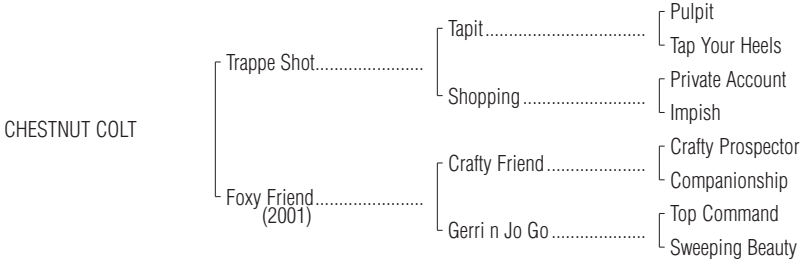 Pulpit
Tapit................................
Tap Your Heels
Trappe Shot......................
Private Account
Shopping........................
Impish
CHESTNUT COLT
Crafty Prospector
Crafty Friend...................
Companionship
Foxy Friend......................
(2001)
Top Command
Gerri n Jo Go..................
Sweeping Beauty